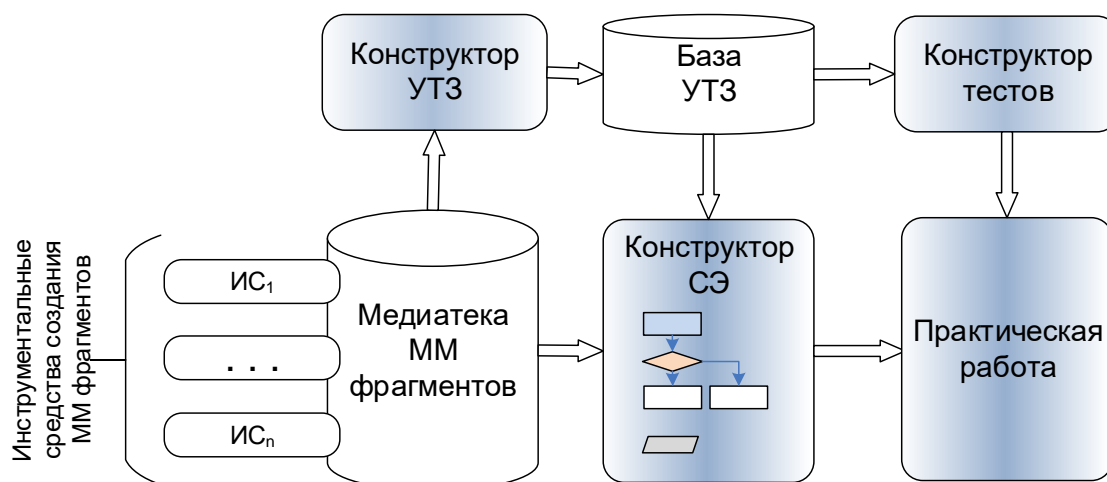 Конструктор
УТЗ
База
УТЗ
Конструктор
тестов
Инструментальные
средства создания
ММ фрагментов
ИС₁
. . .
ИСₙ
Медиатека
ММ
фрагментов
Конструктор
СЭ
Практическая
работа